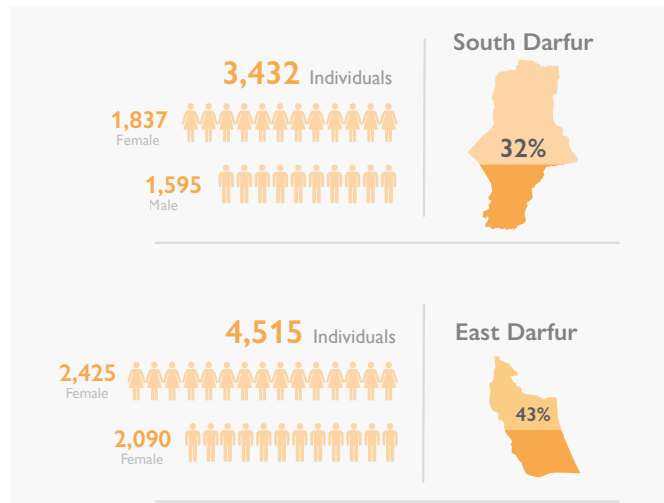 South Darfur
3,432 Individuals
1,837
Female
32%
1,595
Male
4,515 Individuals
East Darfur
2,425
Female
43%
2,090
Female